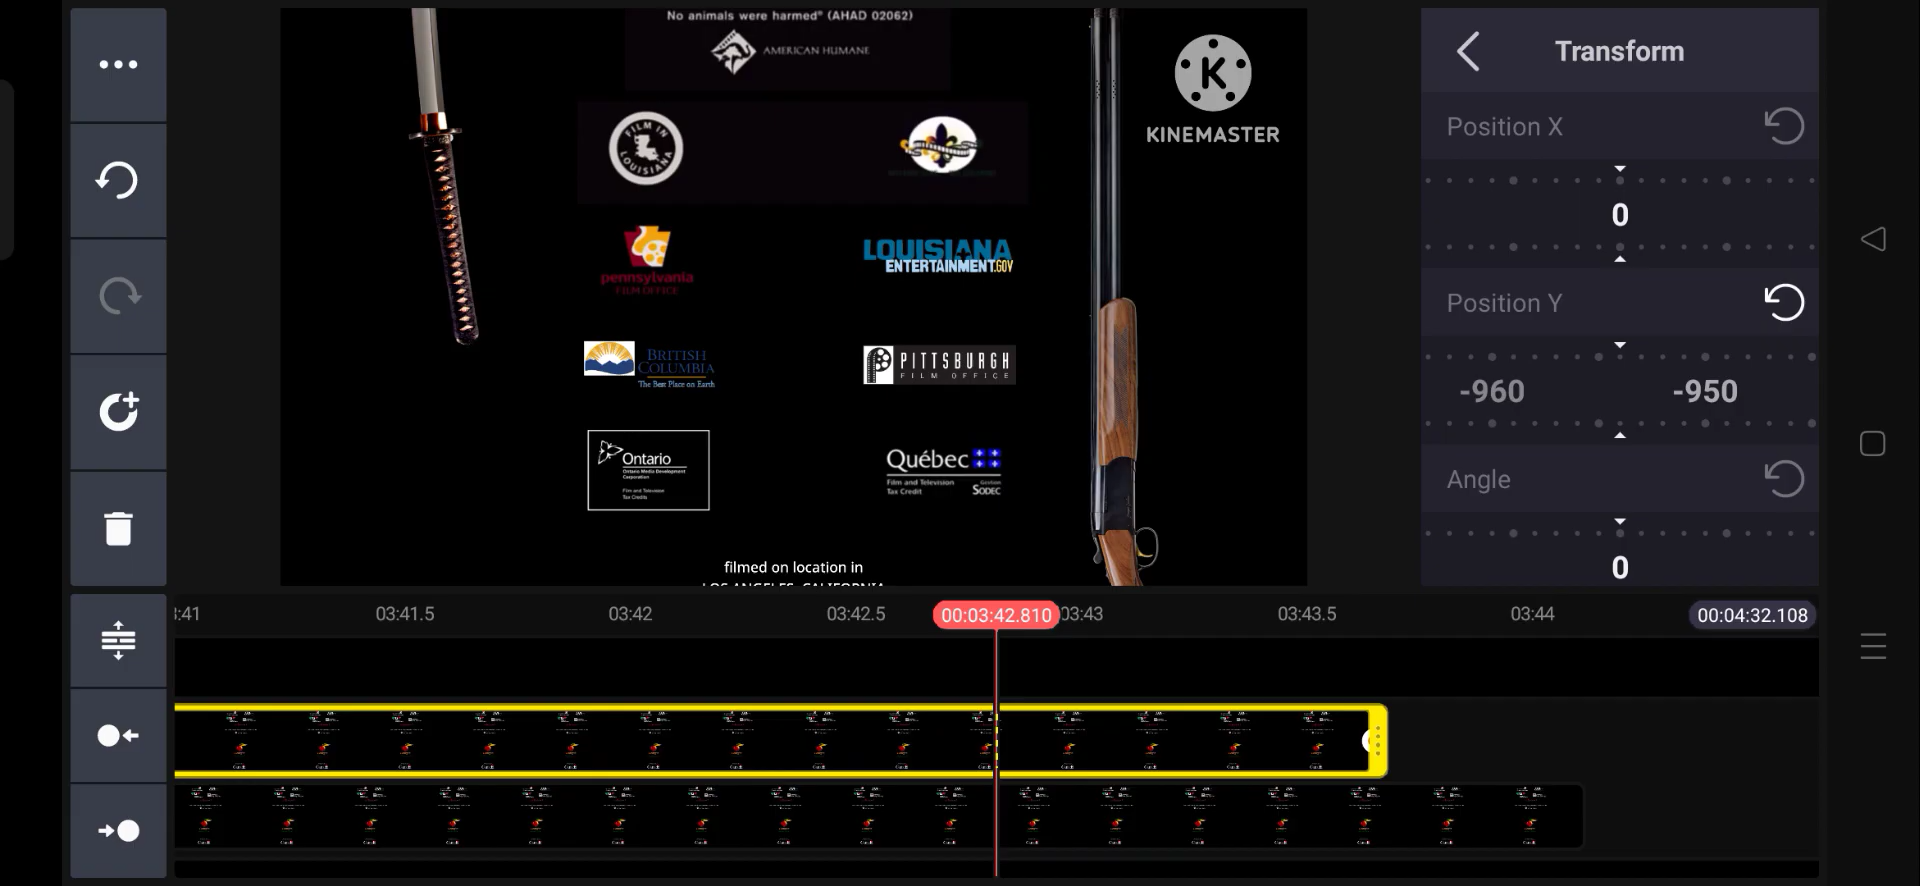 No animals were harmed® (AHAD 02062)
AMERICAN HUMANE
K
KINEMASTER
FILM IN LOUISIANA
pennsylvania
FILM OFFICE
LOUISIANA
ENTERTAINMENT.GOV
BRITISH
COLUMBIA
The Best Place on Earth
PITTSBURGH
FILM OFFICE
Ontario
Ontario Media Development
Corporation
Film and Television
Tax Credits
Québec
Film and Television
Tax Credit
Gestion
SODEC
filmed on location in
LOS ANGELES, CALIFORNIA
Transform
Position X
0
Position Y
-960 -950
Angle
0
:41 03:41.5 03:42 03:42.5 00:03:42.810 03:43 03:43.5 03:44 00:04:32.108